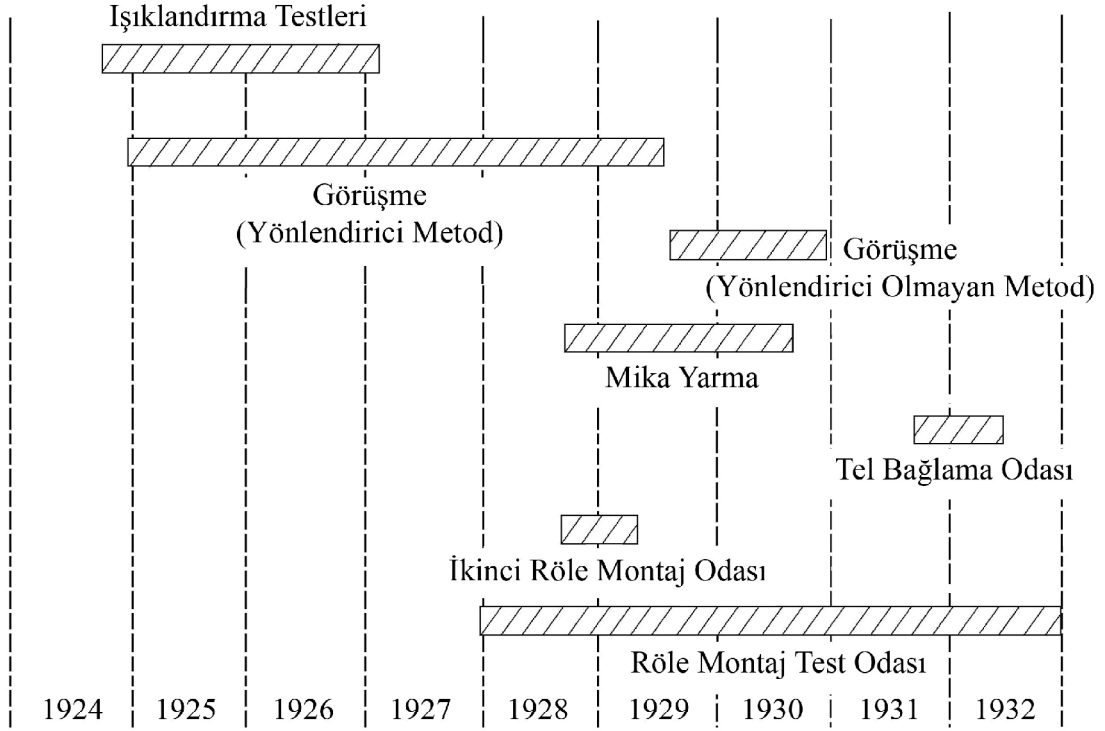 Işıklandırma Testleri
Görüşme
(Yönlendirici Metod)
Görüşme
(Yönlendirici Olmayan Metod)
Mika Yarma
Tel Bağlama Odası
İkinci Röle Montaj Odası
Röle Montaj Test Odası
1924 1925 1926 1927 1928 1929 1930 1931 1932